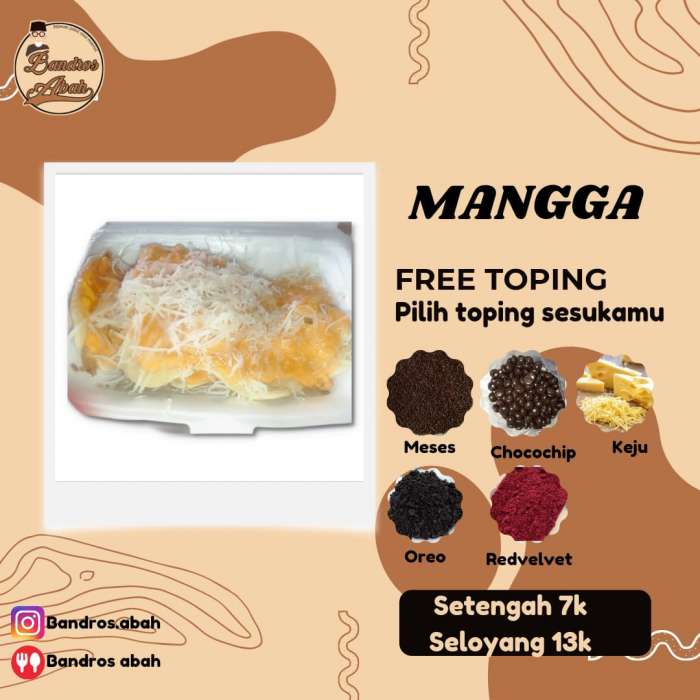 Bandros
Abah
MANGGA
FREE TOPING
Pilih toping sesukamu
Meses
Chocochip
Keju
Oreo
Redvelvet
Setengah 7k
Seloyang 13k
Bandros.abah
Bandros abah